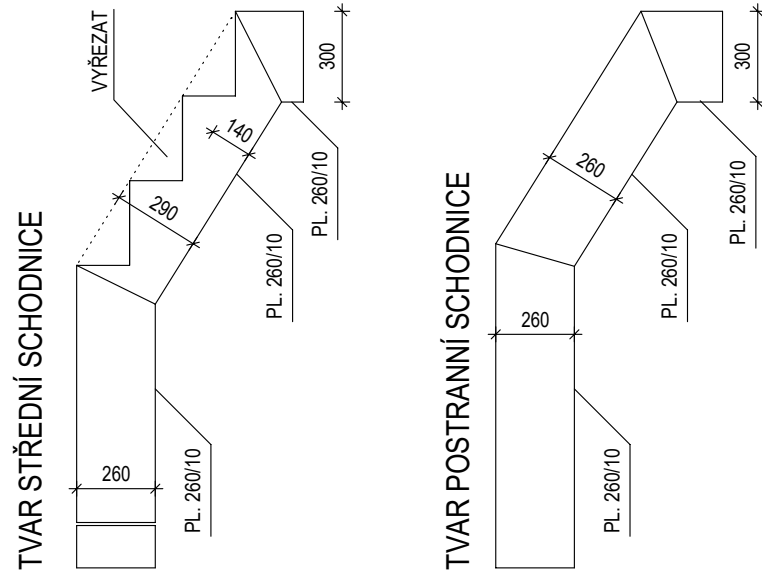 TVAR STŘEDNÍ SCHODNICE
VYŘEZAT
260
290
140
300
PL. 260/10
PL. 260/10
PL. 260/10
TVAR POSTRANNÍ SCHODNICE
260
260
300
PL. 260/10
PL. 260/10
PL. 260/10